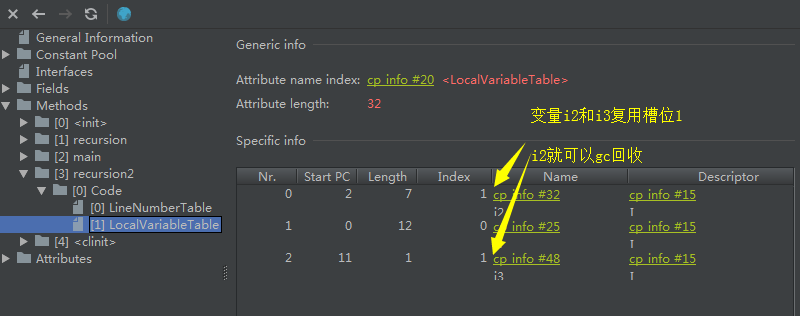 General Information
Constant Pool
Interfaces
Fields
Methods
[0] <init>
[1] recursion
[2] main
[3] recursion2
[0] Code
[0] LineNumberTable
[1] LocalVariableTable
[4] <clinit>
Attributes
Generic info
Attribute name index: cp info #20 <LocalVariableTable>
Attribute length: 32
变量i2和i3复用槽位1
i2就可以gc回收
Specific info
Nr. Start PC Length Index Name Descriptor
0 2 7 1 cp info #32 cp info #15
i2 I
1 0 12 0 cp info #25 cp info #15
I
2 11 1 1 cp info #48 cp info #15
i3 I